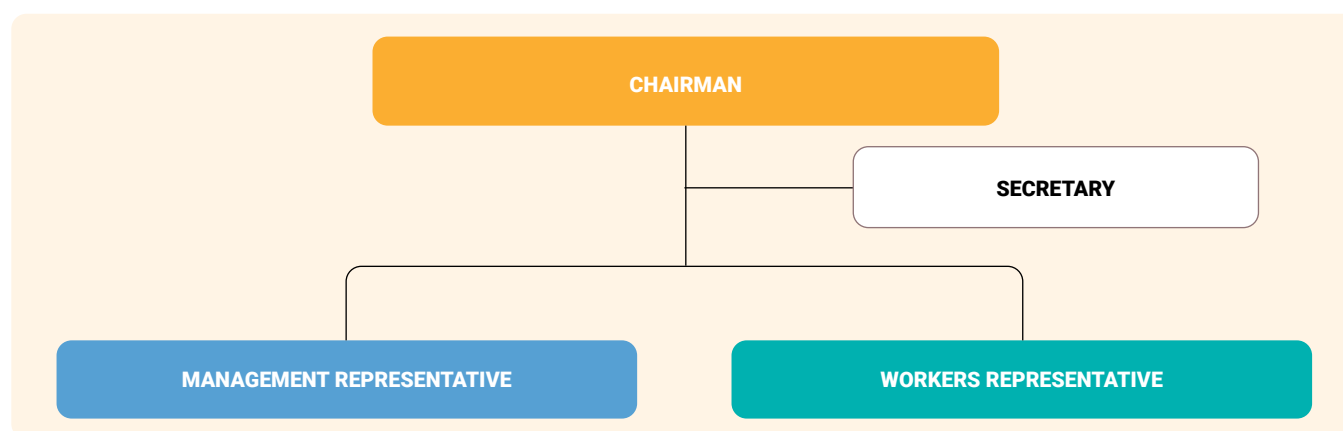 CHAIRMAN
SECRETARY
MANAGEMENT REPRESENTATIVE
WORKERS REPRESENTATIVE